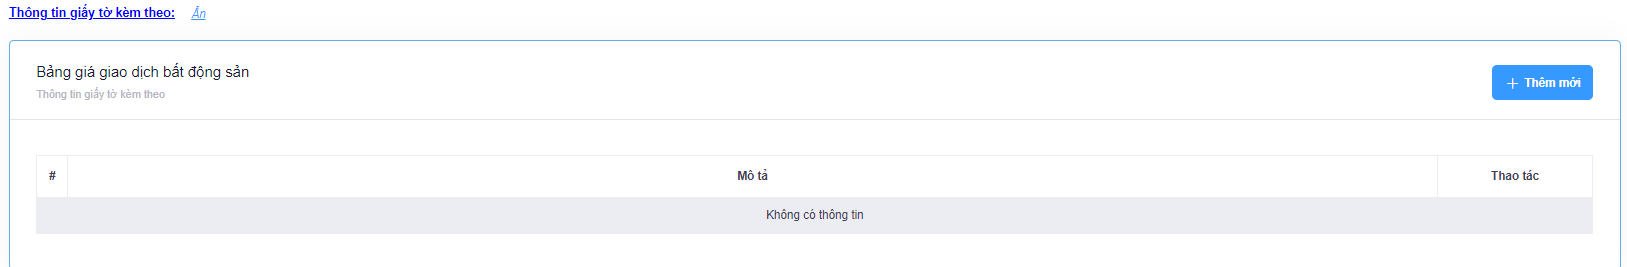 Thông tin giấy tờ kèm theo: Ẩn
Bảng giá giao dịch bất động sản
Thông tin giấy tờ kèm theo
+ Thêm mới
# Mô tả Thao tác
Không có thông tin